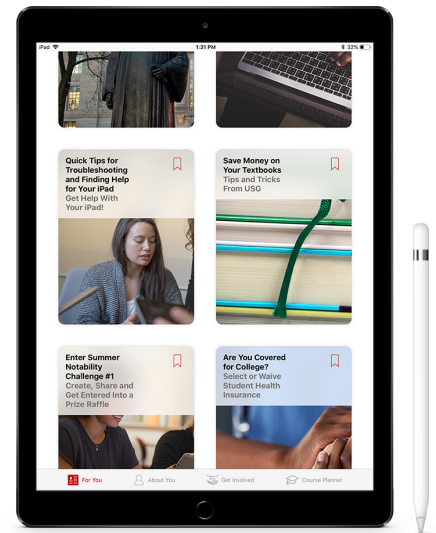 iPad
1:31 PM
32%
Quick Tips for
Troubleshooting
and Finding Help
for Your iPad
Get Help With
Your iPad!
Save Money on
Your Textbooks
Tips and Tricks
From USG
Enter Summer
Notability
Challenge #1
Create, Share and
Get Entered Into a
Prize Raffle
Are You Covered
for College?
Select or Waive
Student Health
Insurance
For You
About You
Get Involved
Course Planner